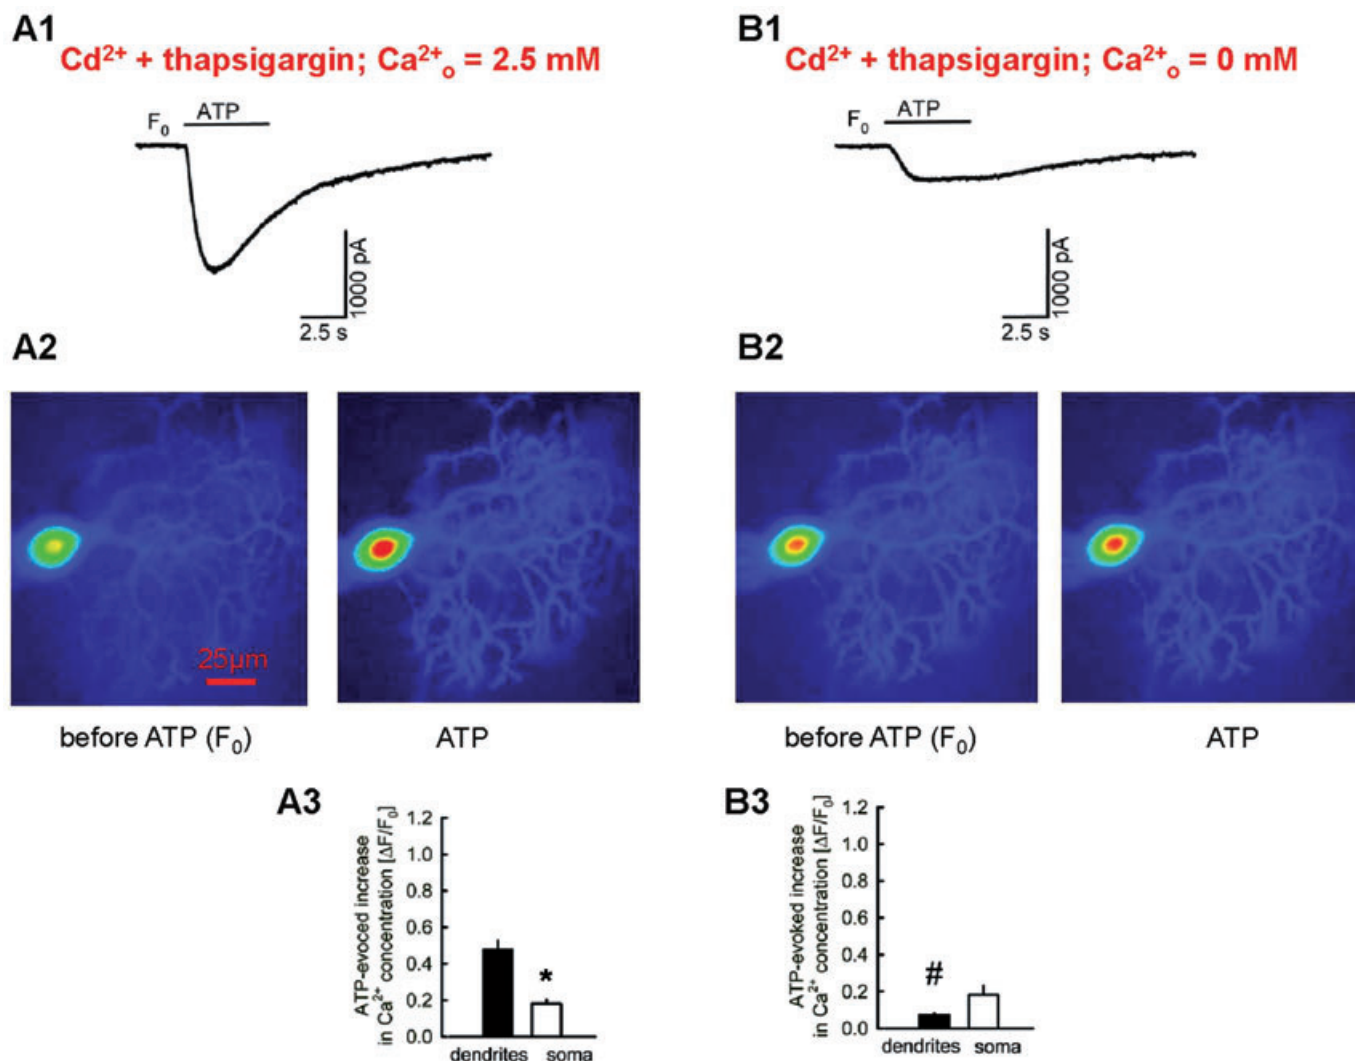 A1
Cd²⁺ + thapsigargin; Ca²⁺ₒ = 2.5 mM
F₀
ATP
1000 pA
2.5 s
B1
Cd²⁺ + thapsigargin; Ca²⁺ₒ = 0 mM
F₀
ATP
1000 pA
2.5 s
A2
25µm
before ATP (F₀)
ATP
B2
before ATP (F₀)
ATP
A3
ATP-evoced increase
in Ca²⁺ concentration [ΔF/F₀]
1.2
1.0
0.8
0.6
0.4
0.2
0.0
*
dendrites
soma
B3
ATP-evoked increase
in Ca²⁺ concentration [ΔF/F₀]
1.2
1.0
0.8
0.6
0.4
0.2
0.0
#
dendrites
soma